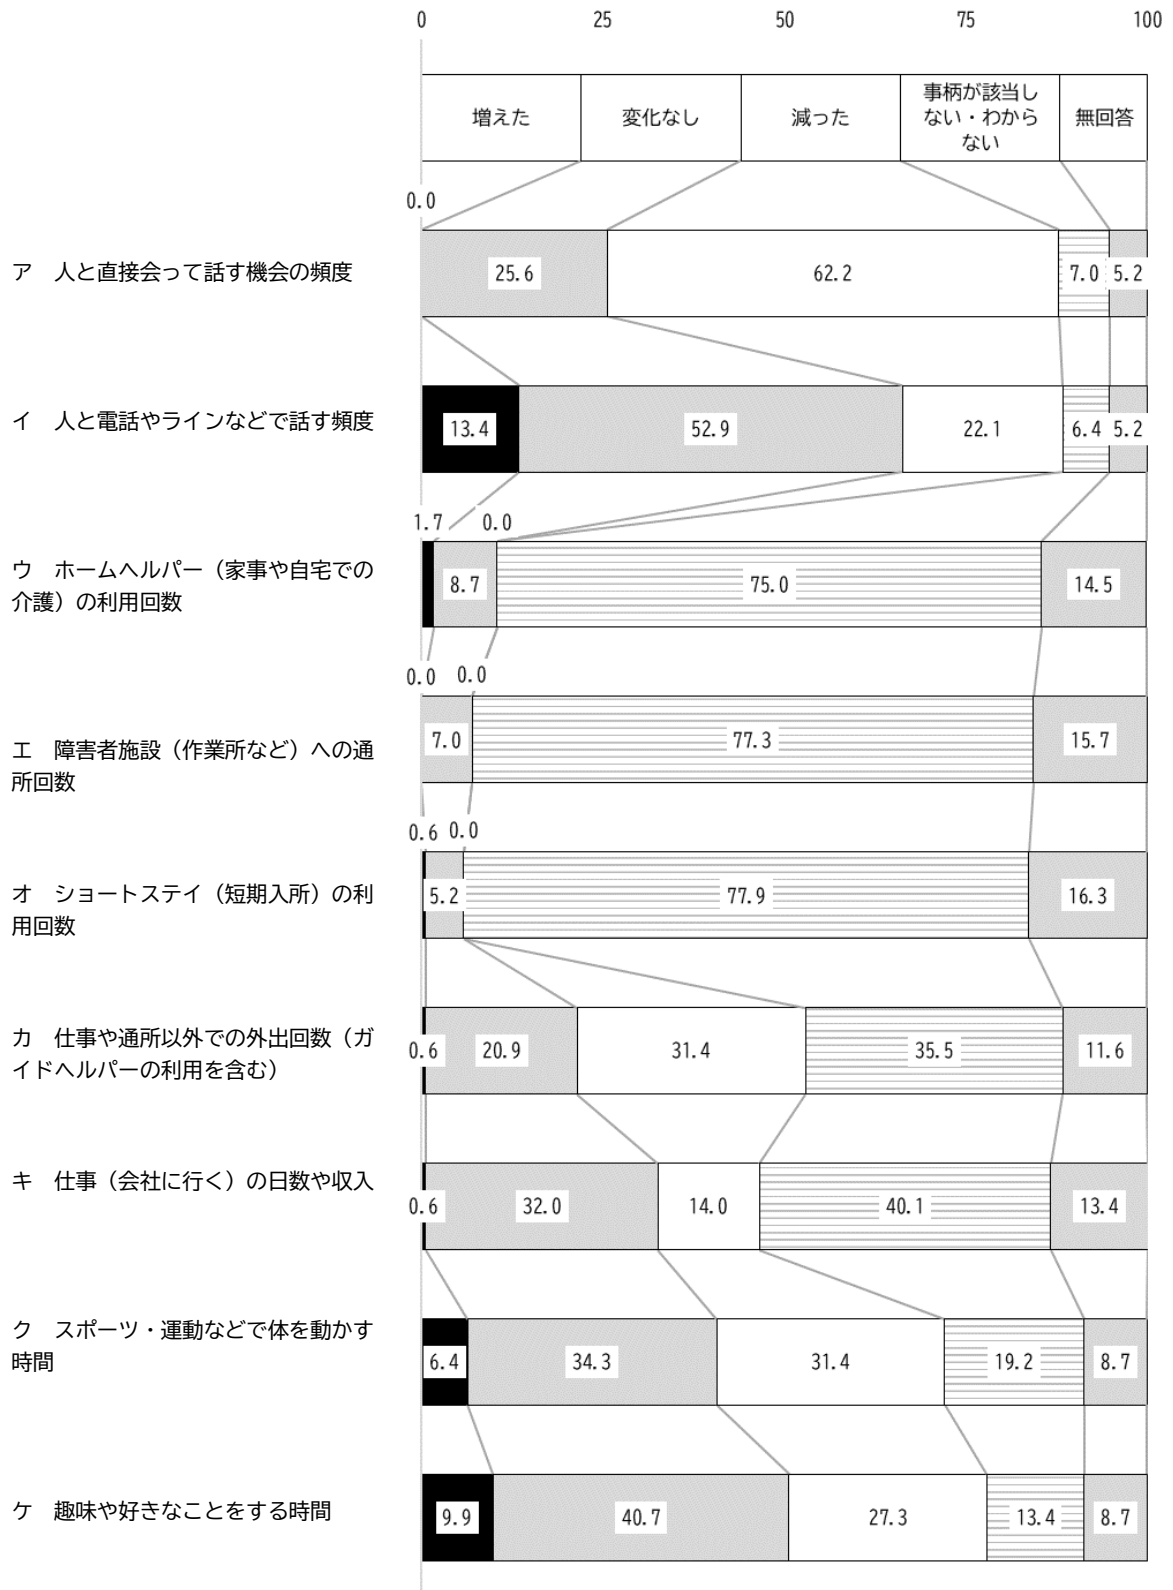 0 25 50 75 100
増えた 変化なし 減った 事柄が該当し
ない・わから
ない 無回答
0.0
ア 人と直接会って話す機会の頻度 25.6 62.2 7.0 5.2
イ 人と電話やラインなどで話す頻度 13.4 52.9 22.1 6.4 5.2
1.7 0.0
ウ ホームヘルパー（家事や自宅での
介護）の利用回数 8.7 75.0 14.5
0.0 0.0
エ 障害者施設（作業所など）への通
所回数 7.0 77.3 15.7
0.6 0.0
オ ショートステイ（短期入所）の利
用回数 5.2 77.9 16.3
カ 仕事や通所以外での外出回数（ガ
イドヘルパーの利用を含む） 0.6 20.9 31.4 35.5 11.6
キ 仕事（会社に行く）の日数や収入
0.6 32.0 14.0 40.1 13.4
ク スポーツ・運動などで体を動かす
時間 6.4 34.3 31.4 19.2 8.7
ケ 趣味や好きなことをする時間 9.9 40.7 27.3 13.4 8.7